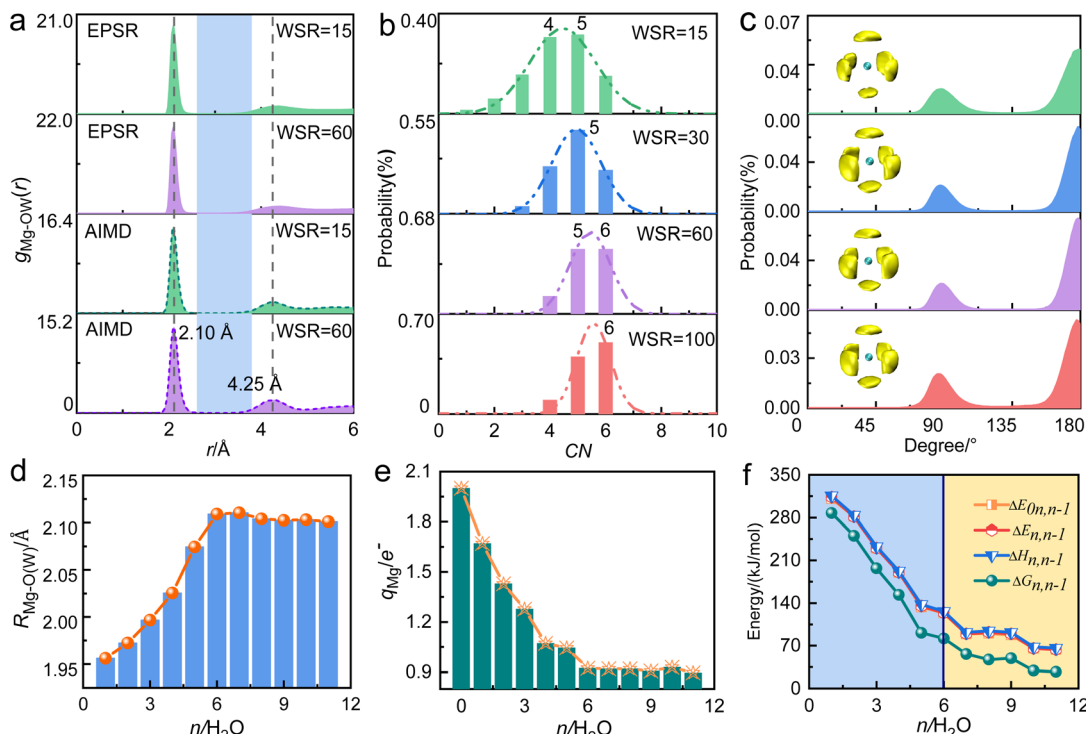 a
21.0
EPSR
WSR=15
22.0
EPSR
WSR=60
16.4
AIMD
WSR=15
15.2
AIMD
WSR=60
2.10 Å
4.25 Å
0
0 2 4 6
r/Å
gMg-OW(r)
b
0.40
4 5
WSR=15
0.55
5
WSR=30
0.68
5 6
WSR=60
0.70
6
WSR=100
0
0 2 4 6 8 10
CN
Probability(%)
c
0.07
0.04
0.00
0.04
0.00
0.04
0.00
0.03
0.00
0 45 90 135 180
Degree/°
Probability(%)
d
2.10
2.05
2.00
1.95
0 3 6 9 12
n/H2O
RMg-O(W)/Å
e
2.1
1.8
1.5
1.2
0.9
0 3 6 9 12
n/H2O
qMg/e-
f
350
280
210
140
70
0
0 3 6 9 12
n/H2O
Energy/(kJ/mol)
ΔE0n,n-1
ΔEn,n-1
ΔHn,n-1
ΔGn,n-1